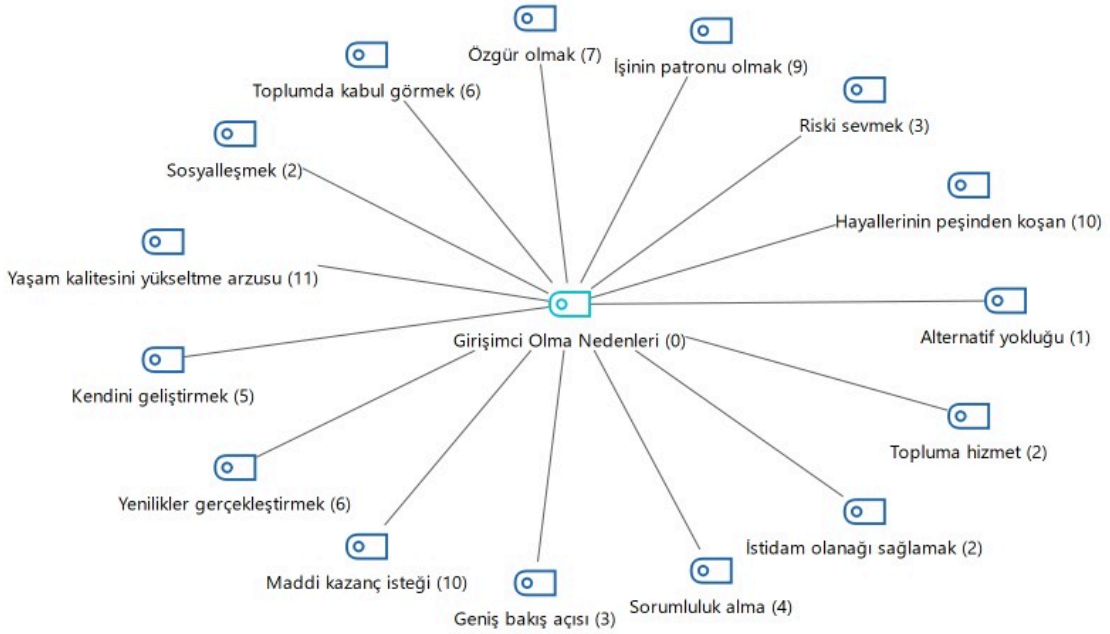 Özgür olmak (7)
İşinin patronu olmak (9)
Toplumda kabul görmek (6)
Riski sevmek (3)
Sosyalleşmek (2)
Hayallerinin peşinden koşan (10)
Yaşam kalitesini yükseltme arzusu (11)
Girişimci Olma Nedenleri (0)
Alternatif yokluğu (1)
Kendini geliştirmek (5)
Topluma hizmet (2)
Yenilikler gerçekleştirmek (6)
İstidam olanağı sağlamak (2)
Maddi kazanç isteği (10)
Geniş bakış açısı (3)
Sorumluluk alma (4)